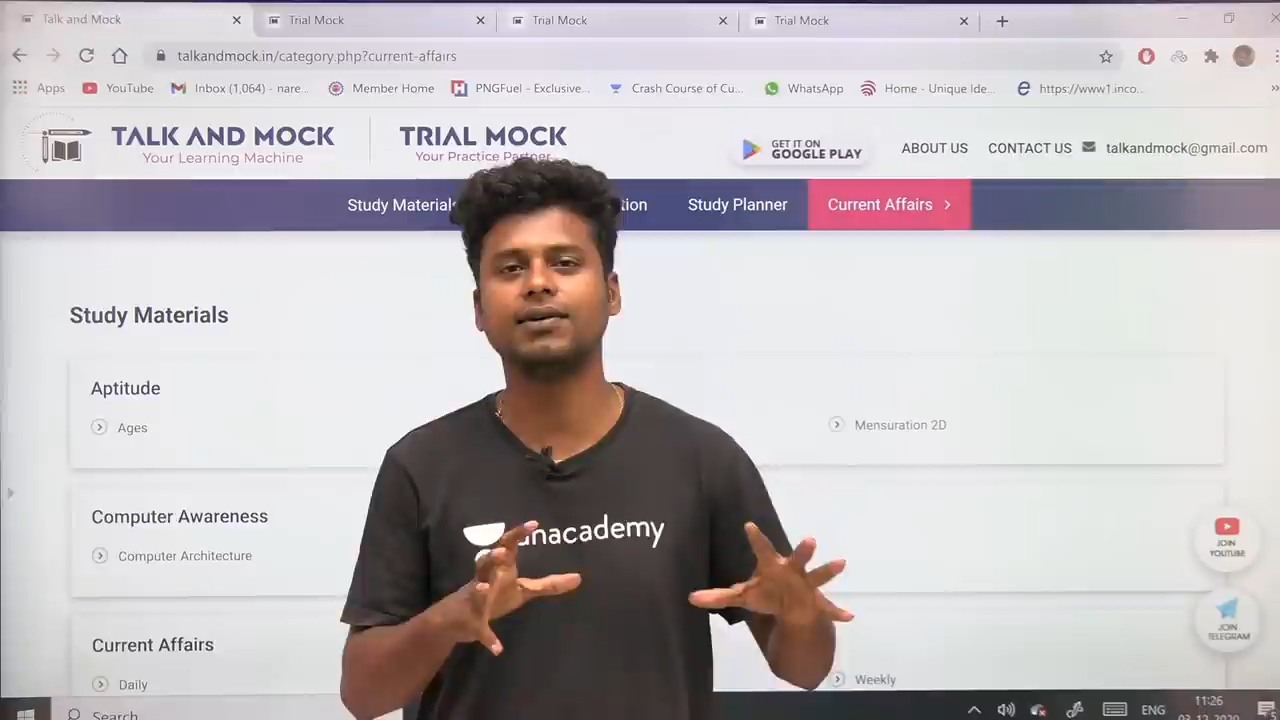 Talk and Mock
Trial Mock
Trial Mock
Trial Mock
talkandmock.in/category.php?current-affairs
Apps
YouTube
Inbox (1,064) - nare...
Member Home
PNGFuel - Exclusive...
Crash Course of Cu...
WhatsApp
Home - Unique Ide...
https://www1.inco...
TALK AND MOCK
Your Learning Machine
TRIAL MOCK
Your Practice Partner
GET IT ON
GOOGLE PLAY
ABOUT US
CONTACT US
talkandmock@gmail.com
Study Materials
Study Planner
Current Affairs
Study Materials
Aptitude
Ages
Mensuration 2D
Computer Awareness
Computer Architecture
Current Affairs
Daily
Weekly
unacademy
JOIN
YOUTUBE
JOIN
TELEGRAM
Search
ENG
11:26
03-12-2020